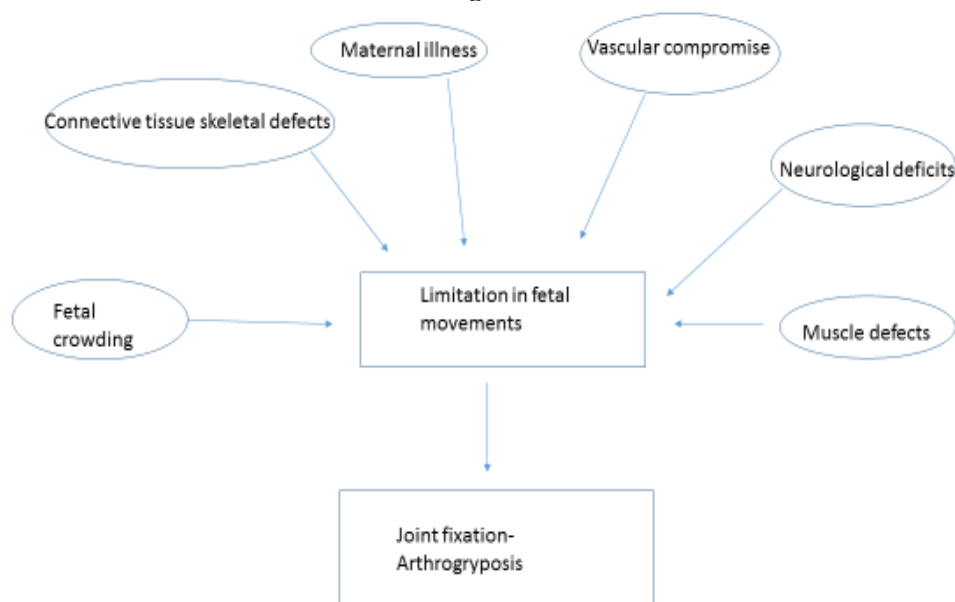 Maternal illness
Vascular compromise
Connective tissue skeletal defects
Neurological deficits
Limitation in fetal
movements
Fetal
crowding
Muscle defects
Joint fixation-
Arthrogryposis